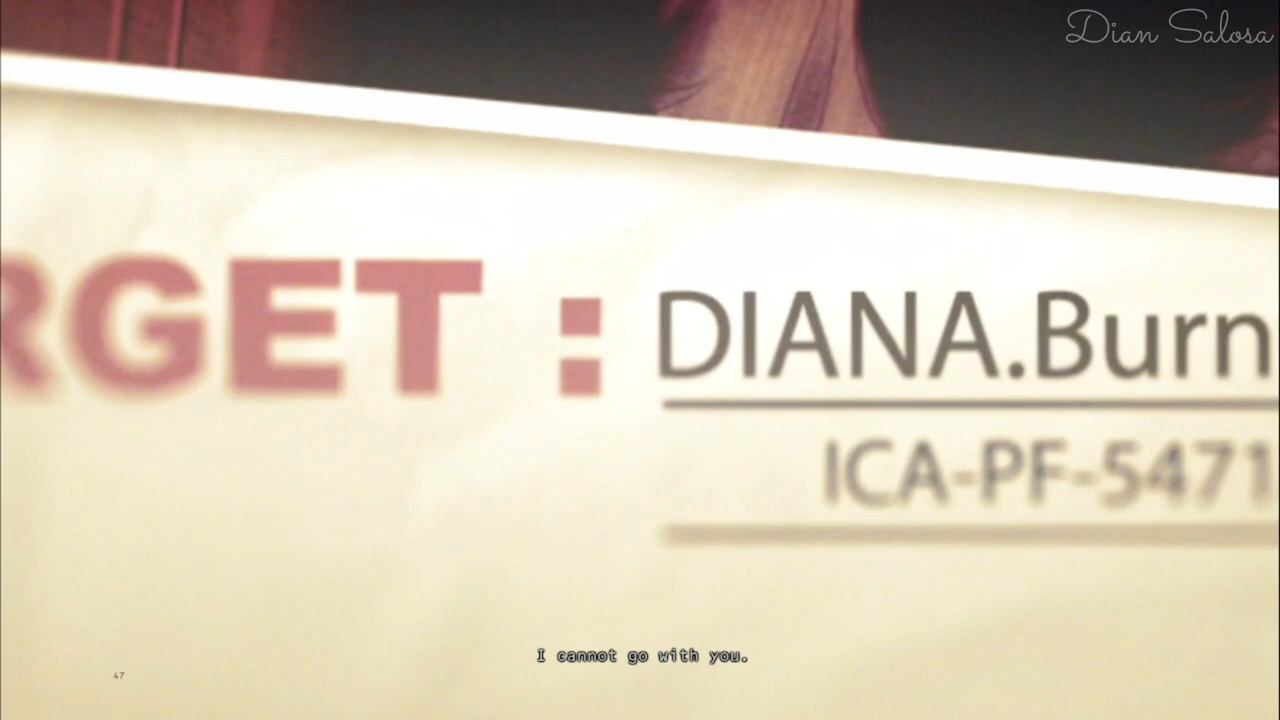 Dian Salosa
RGET : DIANA.Burn
ICA-PF-5471
I cannot go with you.
47